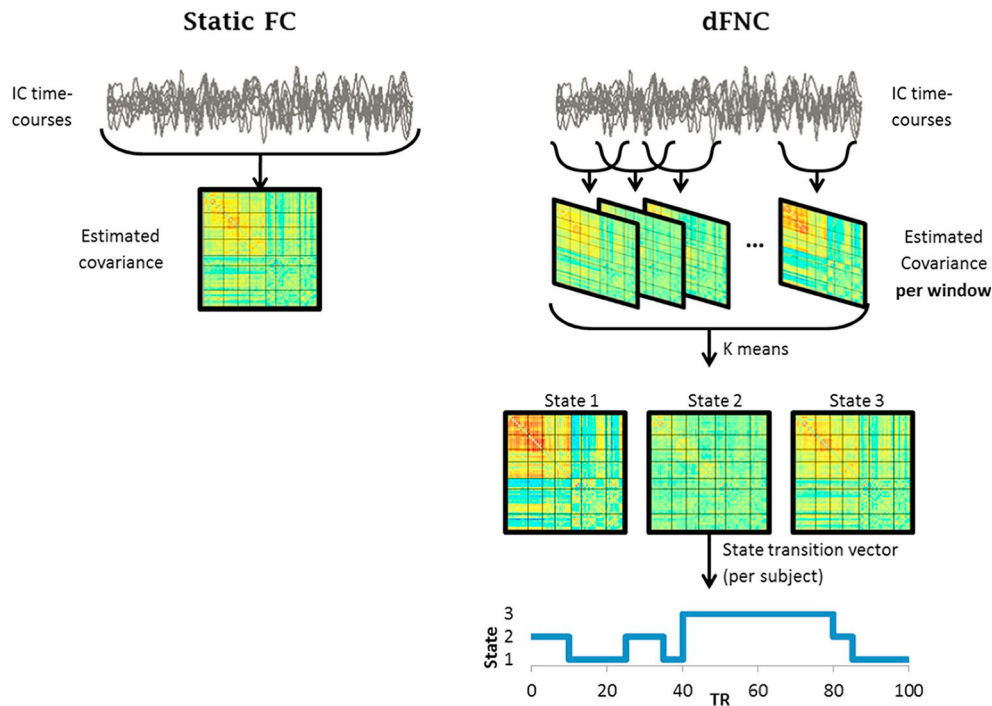 Static FC
IC time-
courses
Estimated
covariance
dFNC
IC time-
courses
...
Estimated
Covariance
per window
K means
State 1
State 2
State 3
State transition vector
(per subject)
State
3
2
1
0
20
40
60
80
100
TR